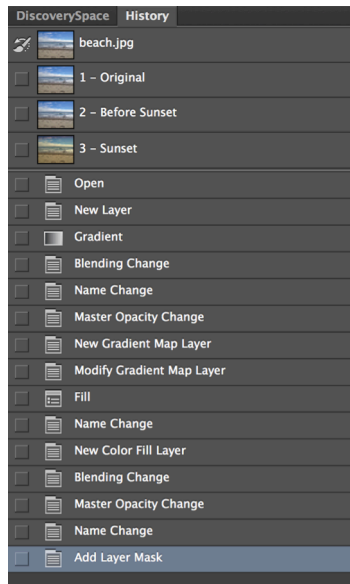 DiscoverySpace History
beach.jpg
1 - Original
2 - Before Sunset
3 - Sunset
Open
New Layer
Gradient
Blending Change
Name Change
Master Opacity Change
New Gradient Map Layer
Modify Gradient Map Layer
Fill
Name Change
New Color Fill Layer
Blending Change
Master Opacity Change
Name Change
Add Layer Mask